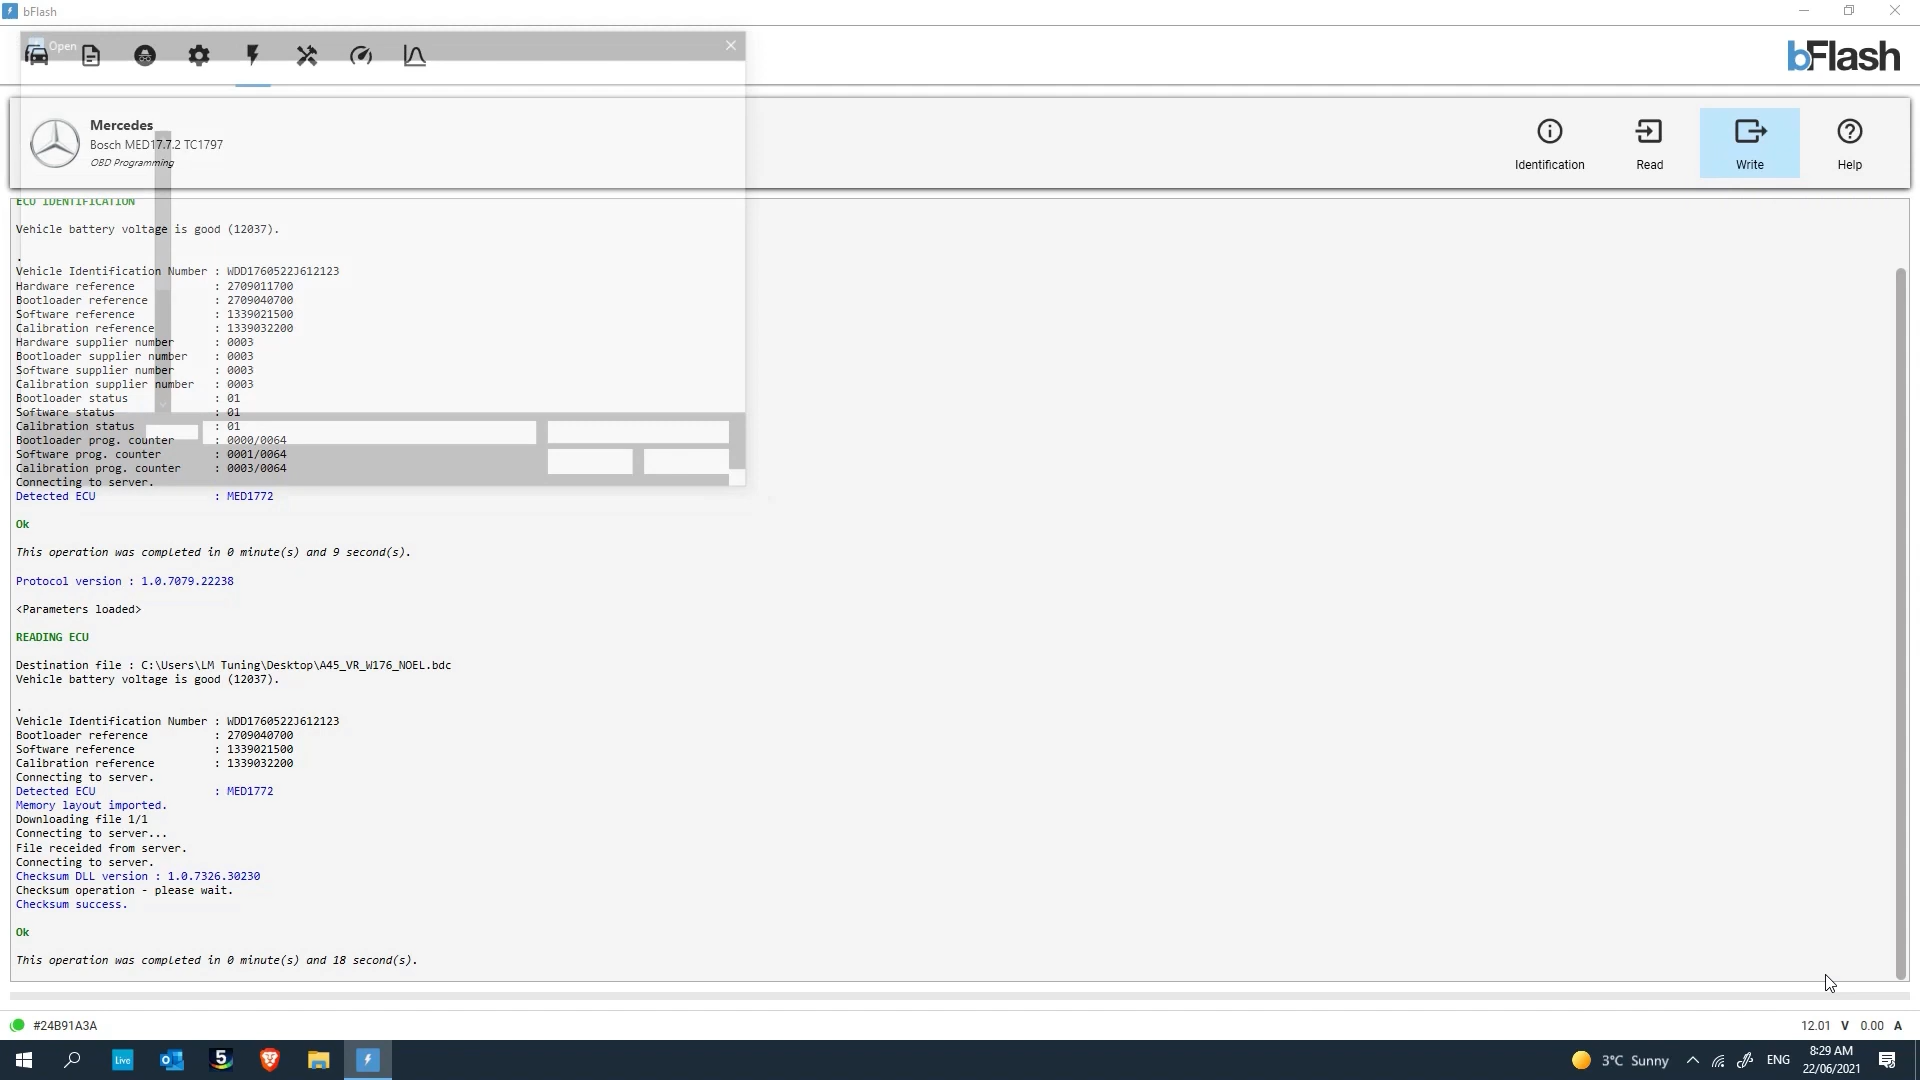 bFlash
Open
bFlash
Mercedes
Bosch MED17.7.2 TC1797
OBD Programming
Identification
Read
Write
Help
ECU IDENTIFICATION
Vehicle battery voltage is good (12037).
.
Vehicle Identification Number : WDD1760522J612123
Hardware reference : 2709011700
Bootloader reference : 2709040700
Software reference : 1339021500
Calibration reference : 1339032200
Hardware supplier number : 0003
Bootloader supplier number : 0003
Software supplier number : 0003
Calibration supplier number : 0003
Bootloader status : 01
Software status : 01
Calibration status : 01
Bootloader prog. counter : 0000/0064
Software prog. counter : 0001/0064
Calibration prog. counter : 0003/0064
Connecting to server.
Detected ECU : MED1772
Ok
This operation was completed in 0 minute(s) and 9 second(s).
Protocol version : 1.0.7079.22238
<Parameters loaded>
READING ECU
Destination file : C:\Users\LM Tuning\Desktop\A45_VR_W176_NOEL.bdc
Vehicle battery voltage is good (12037).
.
Vehicle Identification Number : WDD1760522J612123
Bootloader reference : 2709040700
Software reference : 1339021500
Calibration reference : 1339032200
Connecting to server.
Detected ECU : MED1772
Memory layout imported.
Downloading file 1/1
Connecting to server...
File receided from server.
Connecting to server.
Checksum DLL version : 1.0.7326.30230
Checksum operation - please wait.
Checksum success.
Ok
This operation was completed in 0 minute(s) and 18 second(s).
#24B91A3A
12.01 V 0.00 A
Live
5
3°C Sunny
ENG
8:29 AM
22/06/2021